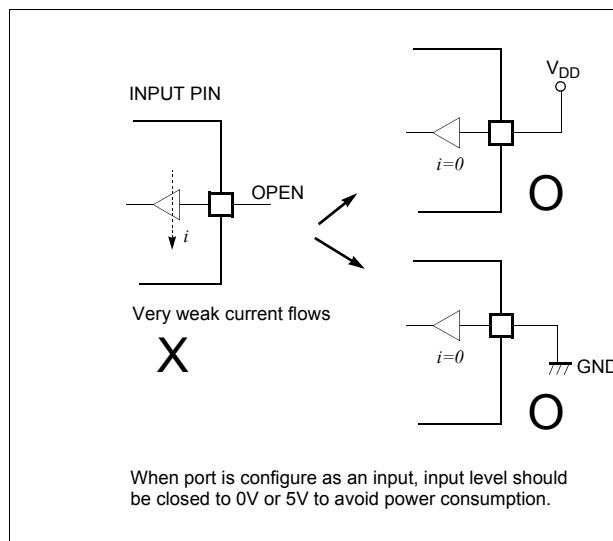 INPUT PIN
OPEN
i
Very weak current flows
X
VDD
i=0
O
i=0
GND
O
When port is configure as an input, input level should
be closed to 0V or 5V to avoid power consumption.